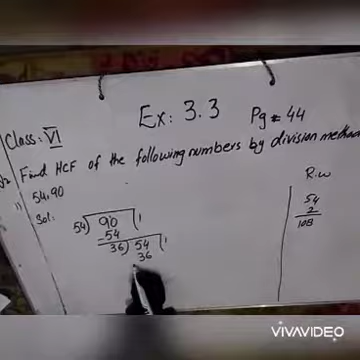 Ex: 3.3 Pg = 44
Class: VI
Find HCF of the following numbers by division method
54,90
Sol:
R.w
54) 90 (1
- 54
36) 54 (1
36
54
2
108
VIVAVIDEO